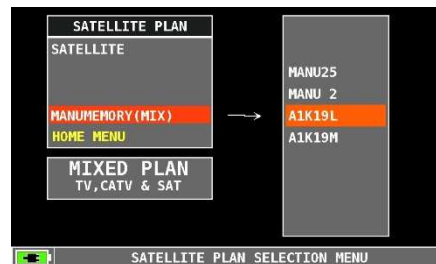 SATELLITE PLAN
SATELLITE
MANUMEMORY(MIX)
HOME MENU
MIXED PLAN
TV,CATV & SAT
MANU25
MANU 2
A1K19L
A1K19M
SATELLITE PLAN SELECTION MENU